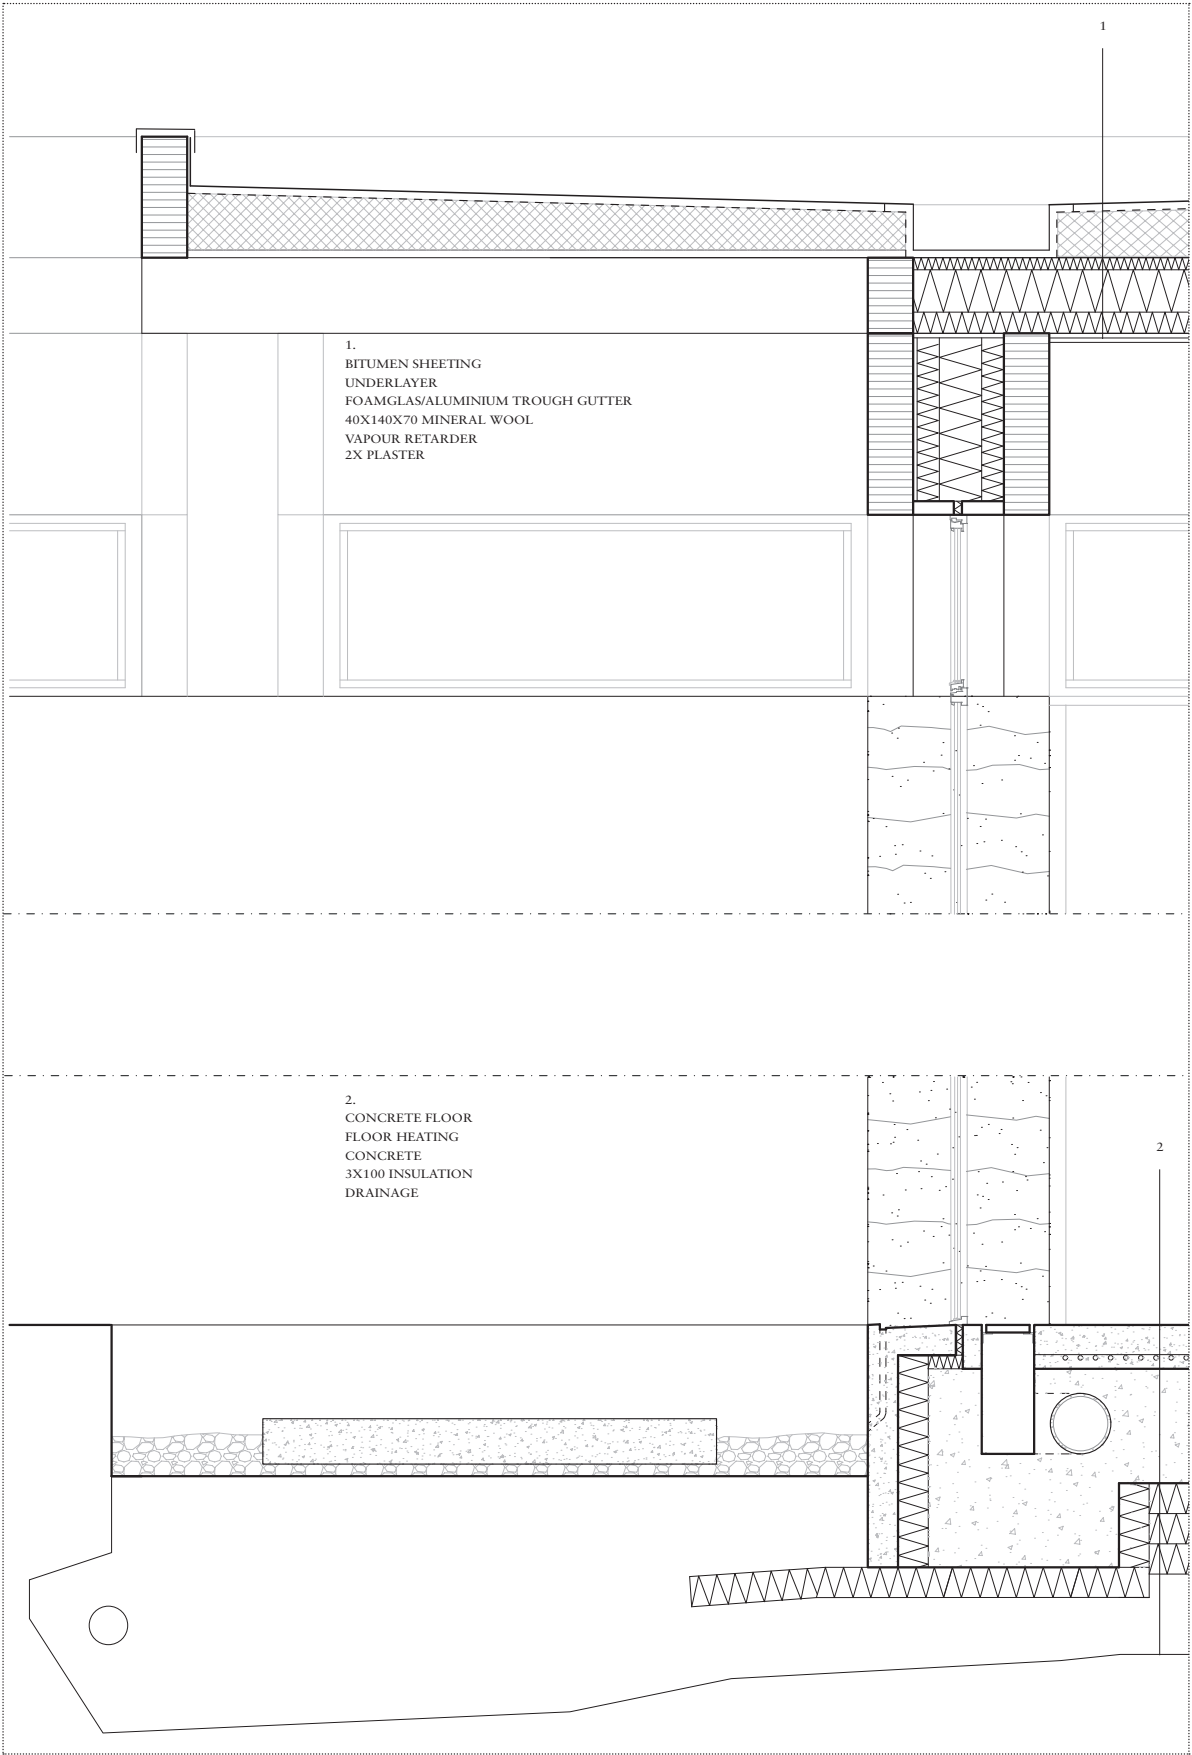 1
1.
BITUMEN SHEETING
UNDERLAYER
FOAMGLAS/ALUMINIUM TROUGH GUTTER
40X140X70 MINERAL WOOL
VAPOUR RETARDER
2X PLASTER
2.
CONCRETE FLOOR
FLOOR HEATING
CONCRETE
3X100 INSULATION
DRAINAGE
2